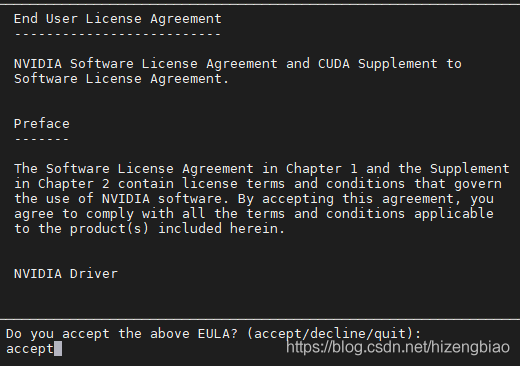 End User License Agreement
--------------------------
NVIDIA Software License Agreement and CUDA Supplement to
Software License Agreement.
Preface
-------
The Software License Agreement in Chapter 1 and the Supplement
in Chapter 2 contain license terms and conditions that govern
the use of NVIDIA software. By accepting this agreement, you
agree to comply with all the terms and conditions applicable
to the product(s) included herein.
NVIDIA Driver
Do you accept the above EULA? (accept/decline/quit):
accept
https://blog.csdn.net/hizengbiao